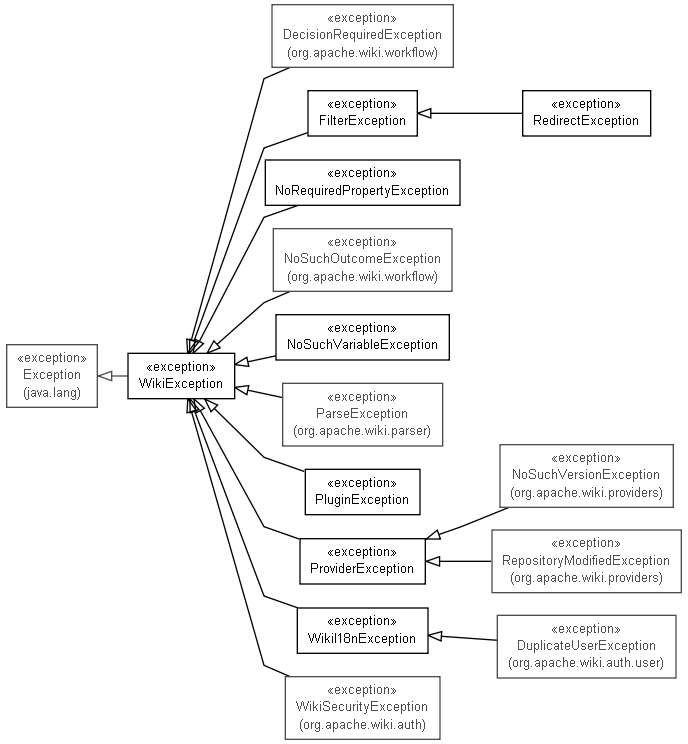 «exception»
DecisionRequiredException
(org.apache.wiki.workflow)
«exception»
FilterException
«exception»
RedirectException
«exception»
NoRequiredPropertyException
«exception»
NoSuchOutcomeException
(org.apache.wiki.workflow)
«exception»
NoSuchVariableException
«exception»
Exception
(java.lang)
«exception»
WikiException
«exception»
ParseException
(org.apache.wiki.parser)
«exception»
PluginException
«exception»
NoSuchVersionException
(org.apache.wiki.providers)
«exception»
ProviderException
«exception»
RepositoryModifiedException
(org.apache.wiki.providers)
«exception»
WikiI18nException
«exception»
DuplicateUserException
(org.apache.wiki.auth.user)
«exception»
WikiSecurityException
(org.apache.wiki.auth)